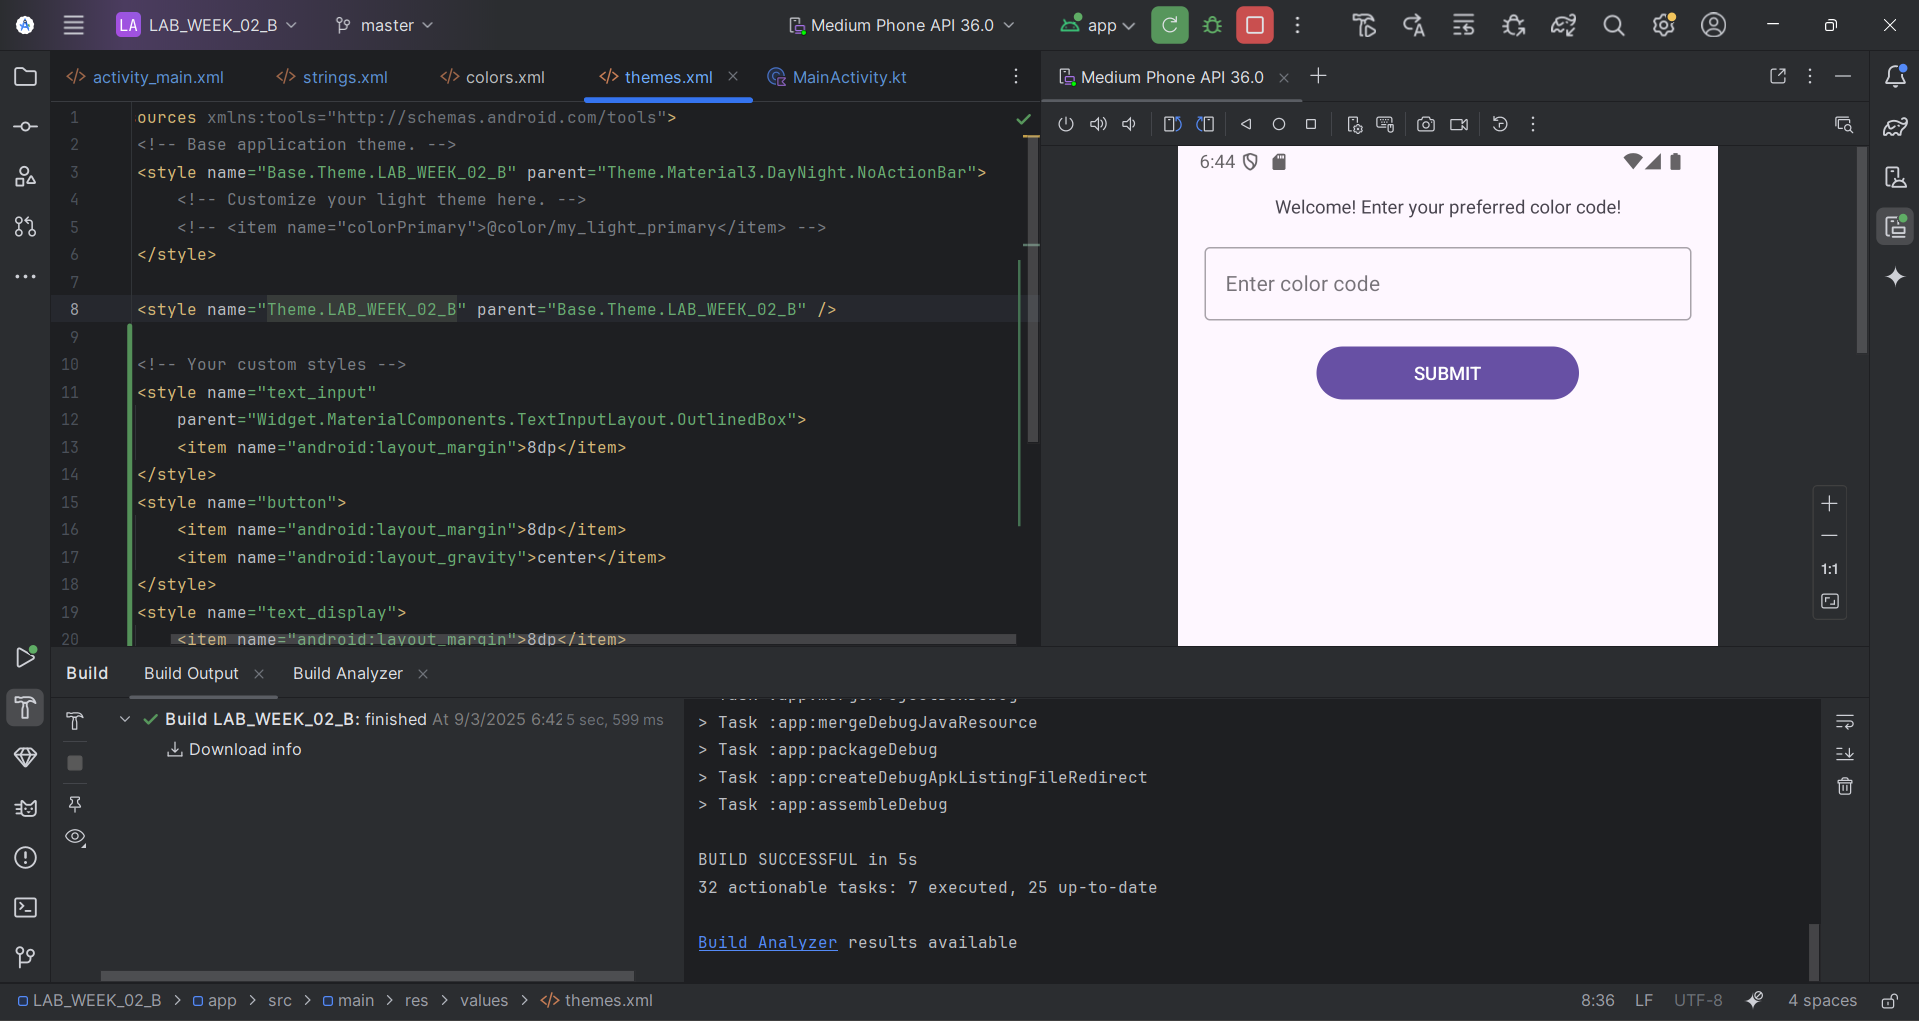 LA LAB_WEEK_02_B master Medium Phone API 36.0 app
activity_main.xml strings.xml colors.xml themes.xml MainActivity.kt
Medium Phone API 36.0
1 ources xmlns:tools="http://schemas.android.com/tools">
2 <!-- Base application theme. -->
3 <style name="Base.Theme.LAB_WEEK_02_B" parent="Theme.Material3.DayNight.NoActionBar">
4 <!-- Customize your light theme here. -->
5 <!-- <item name="colorPrimary">@color/my_light_primary</item> -->
6 </style>
7
8 <style name="Theme.LAB_WEEK_02_B" parent="Base.Theme.LAB_WEEK_02_B" />
9
10 <!-- Your custom styles -->
11 <style name="text_input"
12 parent="Widget.MaterialComponents.TextInputLayout.OutlinedBox">
13 <item name="android:layout_margin">8dp</item>
14 </style>
15 <style name="button">
16 <item name="android:layout_margin">8dp</item>
17 <item name="android:layout_gravity">center</item>
18 </style>
19 <style name="text_display">
20 <item name="android:layout_margin">8dp</item>
6:44
Welcome! Enter your preferred color code!
Enter color code
SUBMIT
1:1
Build Build Output Build Analyzer
Build LAB_WEEK_02_B: finished At 9/3/2025 6:42 5 sec, 599 ms
Download info
> Task :app:mergeDebugJavaResource
> Task :app:packageDebug
> Task :app:createDebugApkListingFileRedirect
> Task :app:assembleDebug
BUILD SUCCESSFUL in 5s
32 actionable tasks: 7 executed, 25 up-to-date
Build Analyzer results available
LAB_WEEK_02_B > app > src > main > res > values > themes.xml
8:36 LF UTF-8 4 spaces